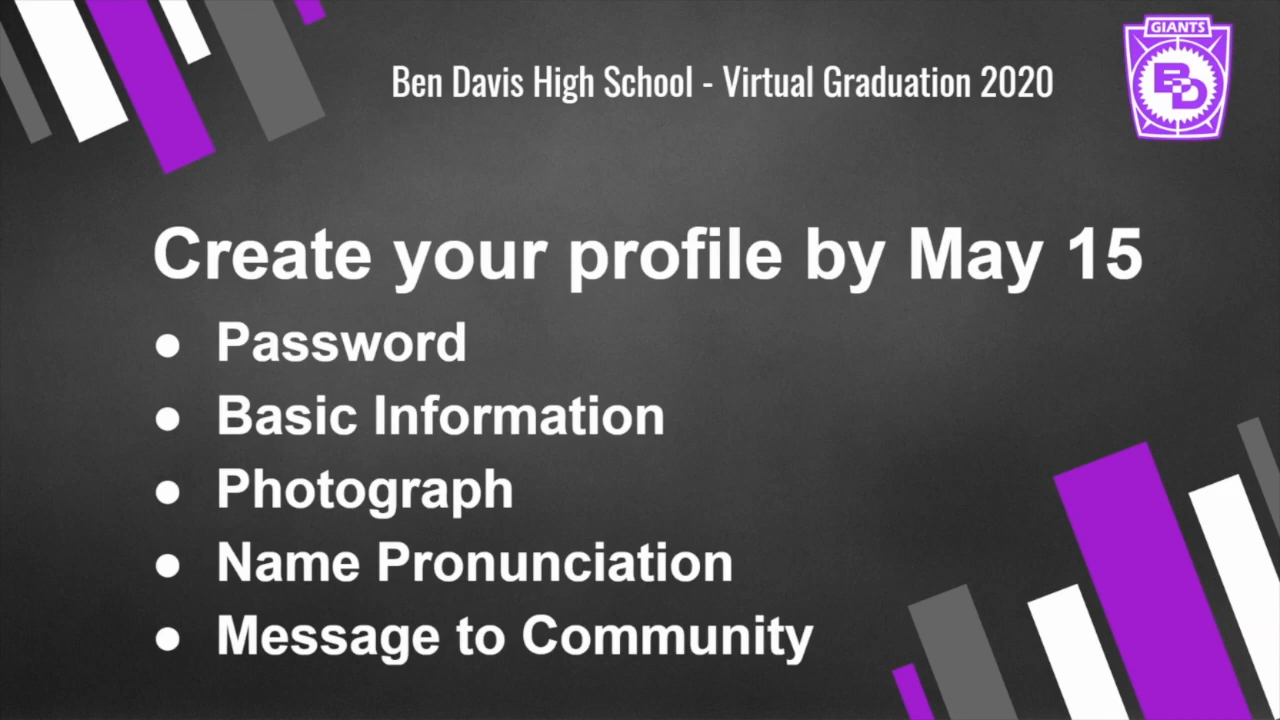 GIANTS
BD
Ben Davis High School - Virtual Graduation 2020
Create your profile by May 15
● Password
● Basic Information
● Photograph
● Name Pronunciation
● Message to Community